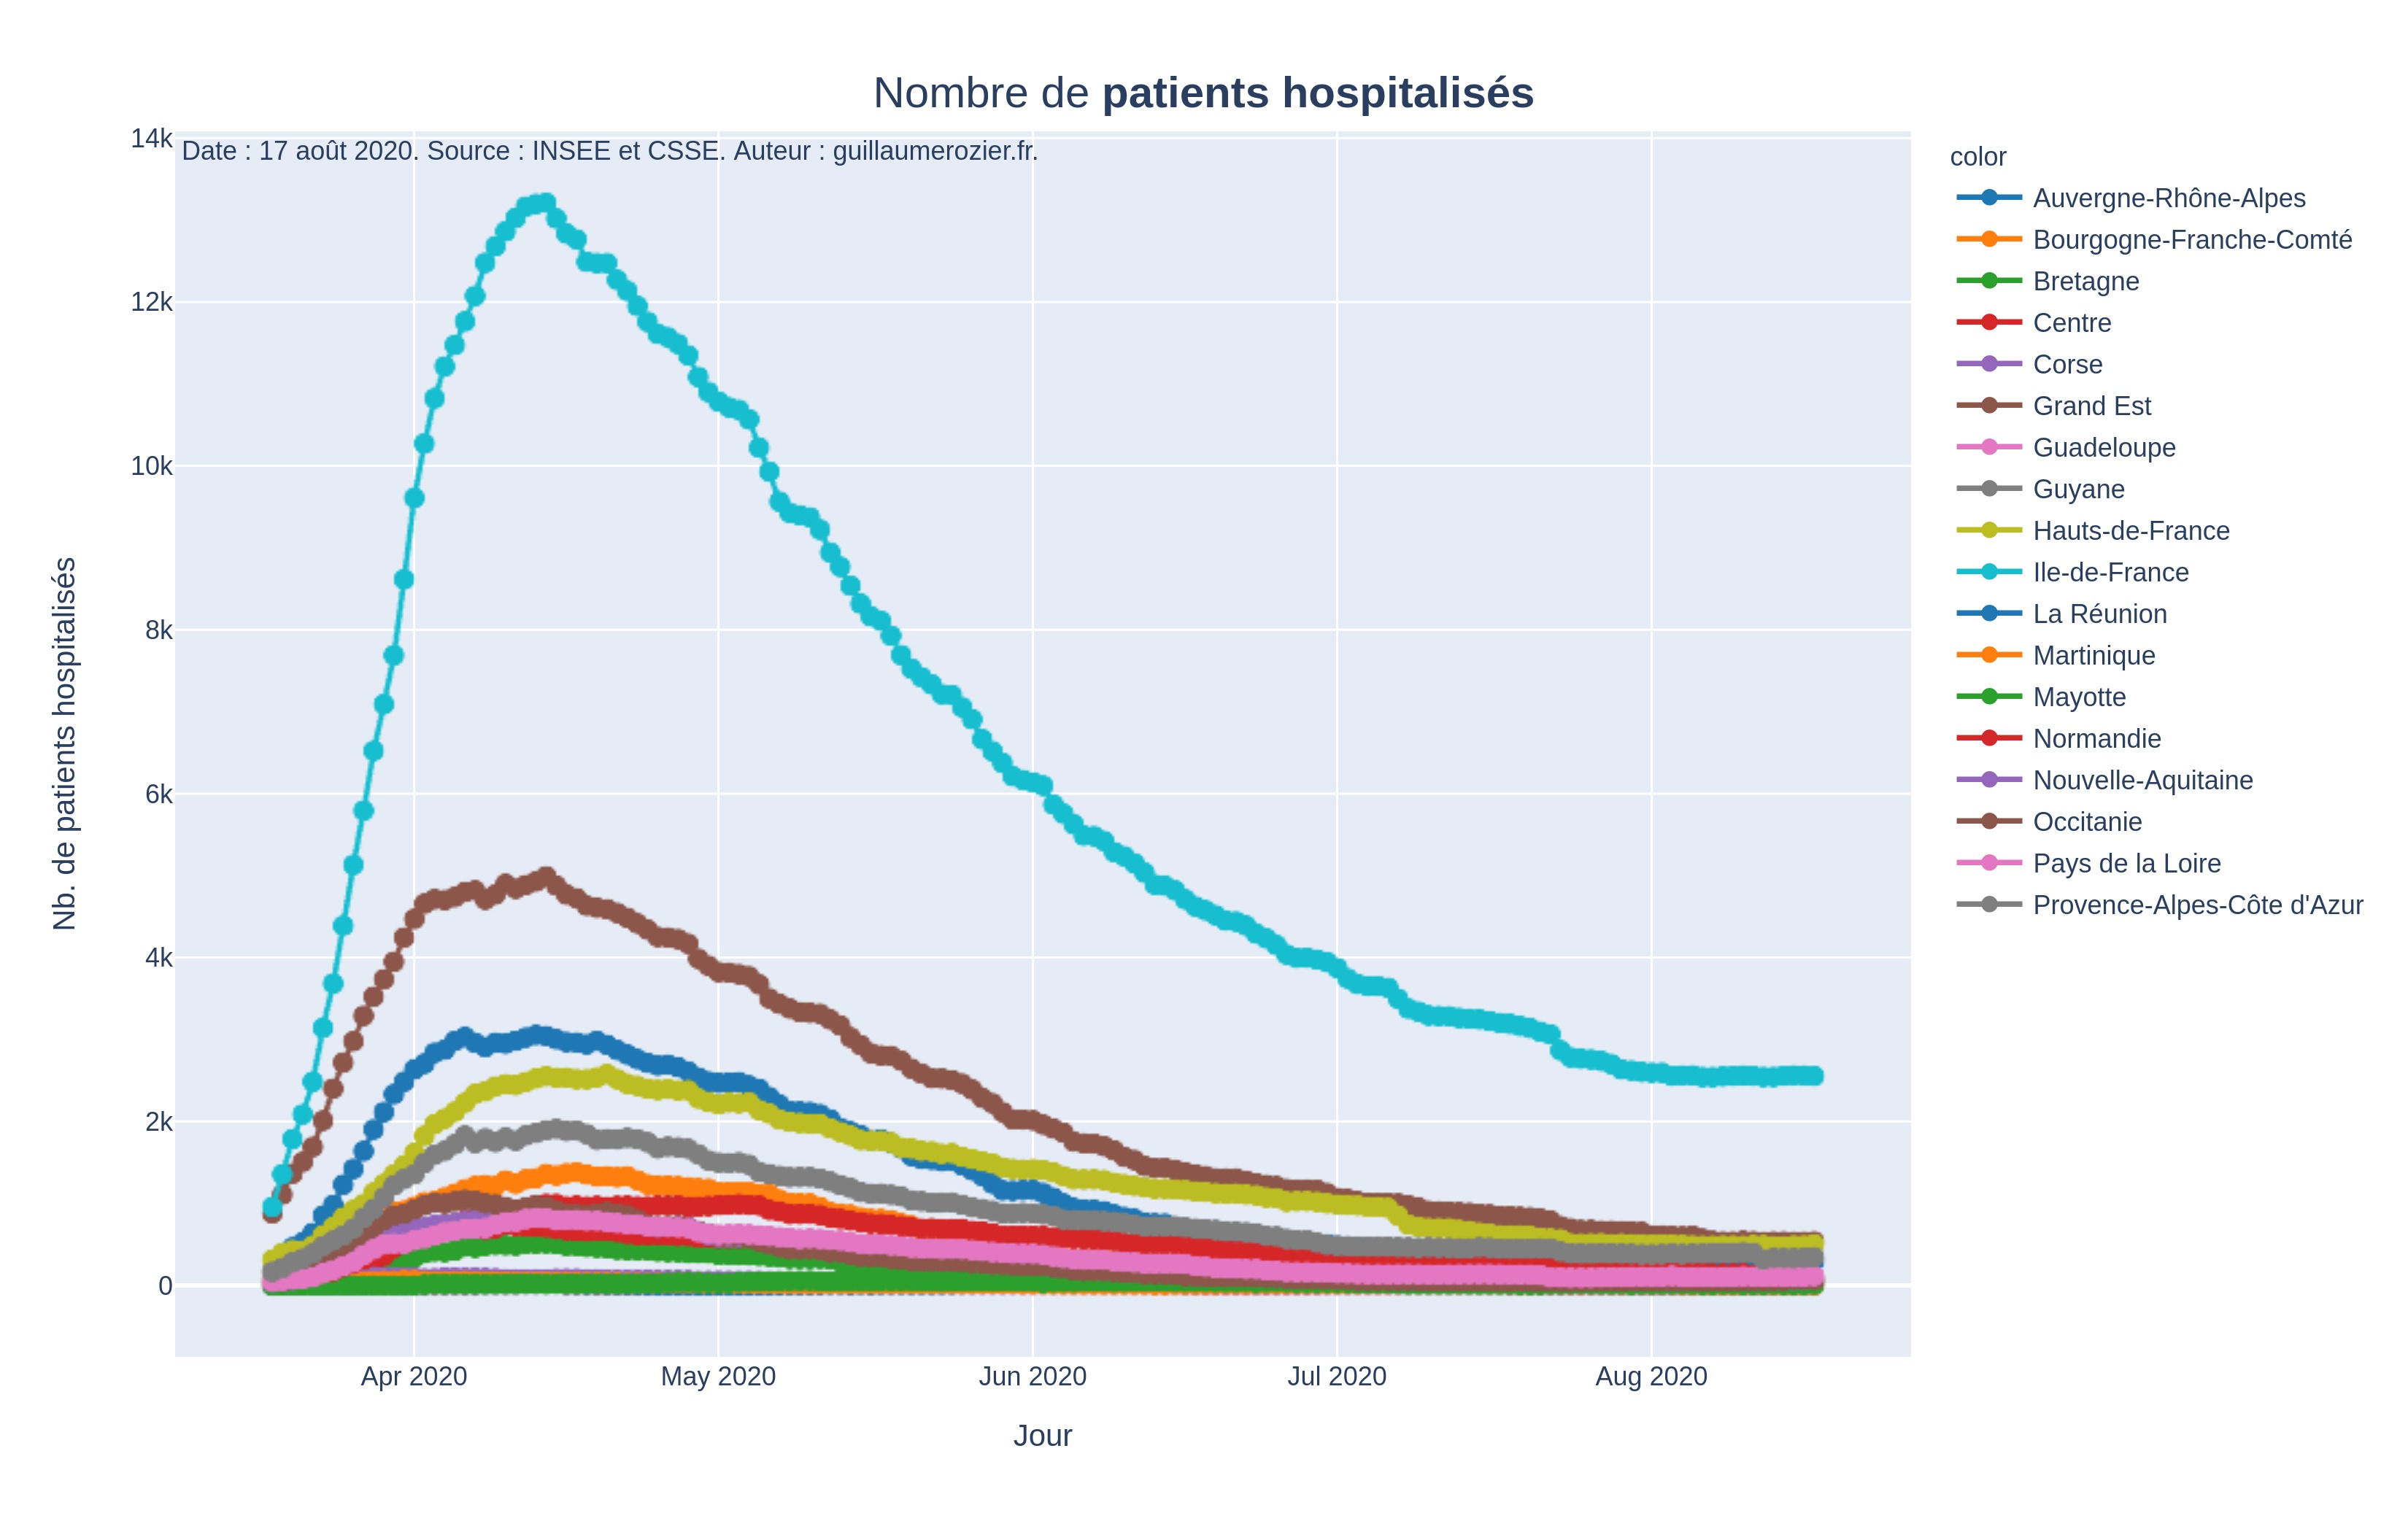 Nombre de patients hospitalisés
Date : 17 août 2020. Source : INSEE et CSSE. Auteur : guillaumerozier.fr.
14k
12k
10k
8k
6k
4k
2k
0
Nb. de patients hospitalisés
Apr 2020
May 2020
Jun 2020
Jul 2020
Aug 2020
Jour
color
Auvergne-Rhône-Alpes
Bourgogne-Franche-Comté
Bretagne
Centre
Corse
Grand Est
Guadeloupe
Guyane
Hauts-de-France
Ile-de-France
La Réunion
Martinique
Mayotte
Normandie
Nouvelle-Aquitaine
Occitanie
Pays de la Loire
Provence-Alpes-Côte d'Azur